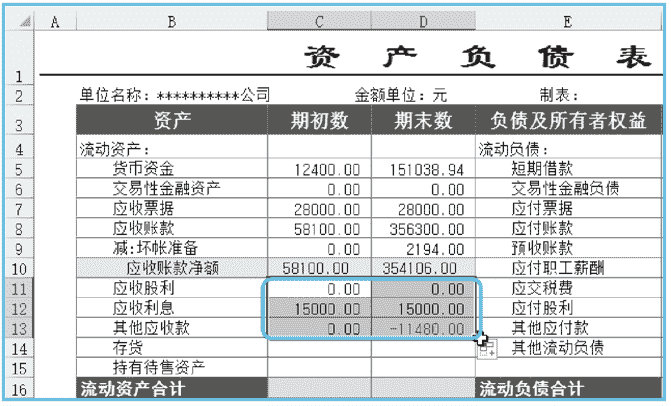 A B C D E
1 资 产 负 债 表
2 单位名称：**********公司 金额单位：元 制表：
3 资产 期初数 期末数 负债及所有者权益
4 流动资产： 流动负债：
5 货币资金 12400.00 151038.94 短期借款
6 交易性金融资产 0.00 0.00 交易性金融负债
7 应收票据 28000.00 28000.00 应付票据
8 应收账款 58100.00 356300.00 应付账款
9 减:坏帐准备 0.00 2194.00 预收账款
10 应收账款净额 58100.00 354106.00 应付职工薪酬
11 应收股利 0.00 0.00 应交税费
12 应收利息 15000.00 15000.00 应付股利
13 其他应收款 0.00 -11480.00 其他应付款
14 存货 其他流动负债
15 持有待售资产
16 流动资产合计 流动负债合计